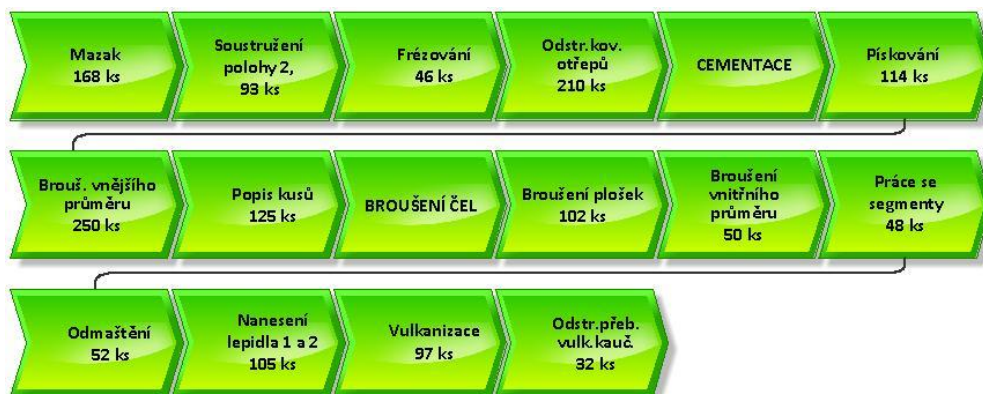 Mazak
168 ks
Soustružení
polohy 2,
93 ks
Frézování
46 ks
Odstr.kov.
otřepů
210 ks
CEMENTACE
Pískování
114 ks
Brouš. vnějšího
průměru
250 ks
Popis kusů
125 ks
BROUŠENÍ ČEL
Broušení plošek
102 ks
Broušení
vnitřního
průměru
50 ks
Práce se
segmenty
48 ks
Odmaštění
52 ks
Nanesení
lepidla 1 a 2
105 ks
Vulkanizace
97 ks
Odstr.přeb.
vulk.kauč.
32 ks